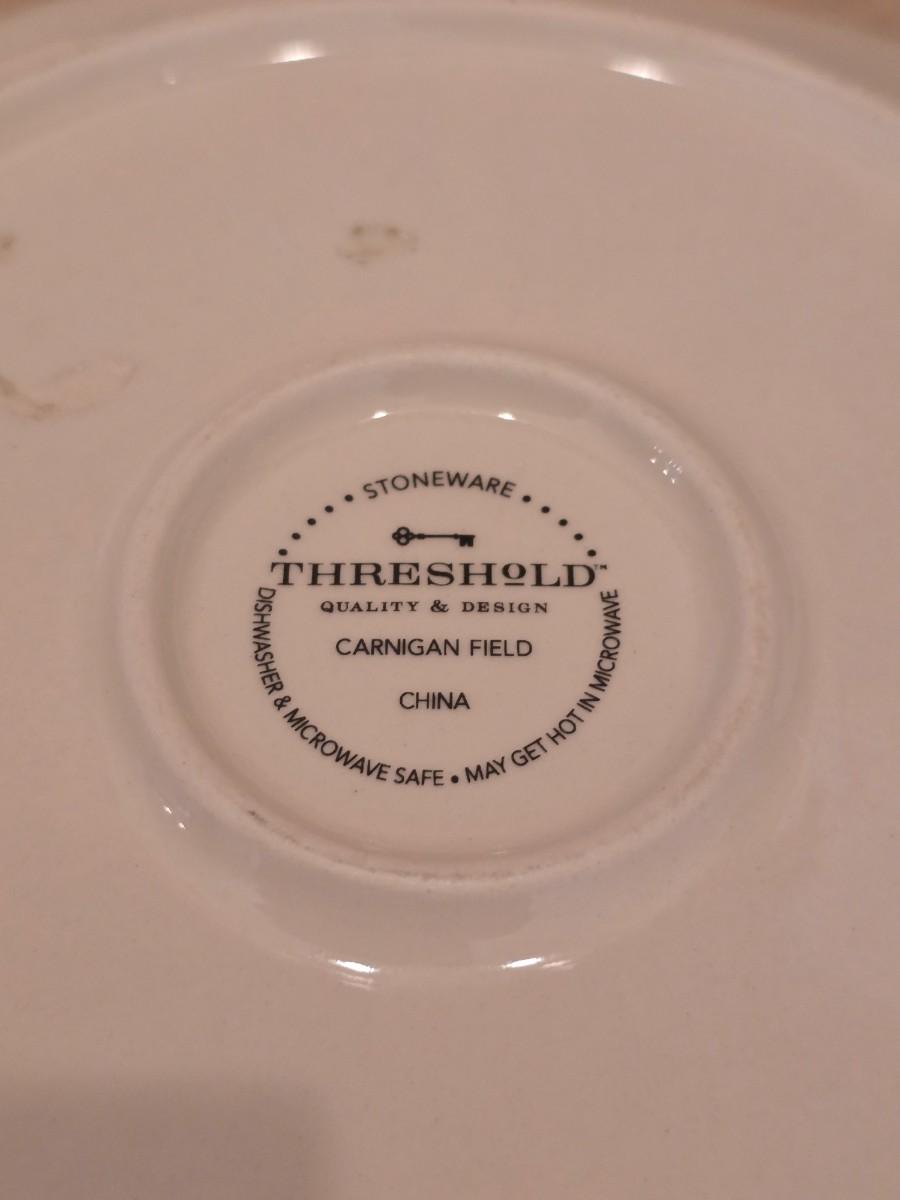 STONEWARE
THRESHOLD™
QUALITY & DESIGN
CARNIGAN FIELD
CHINA
DISHWASHER & MICROWAVE SAFE • MAY GET HOT IN MICROWAVE